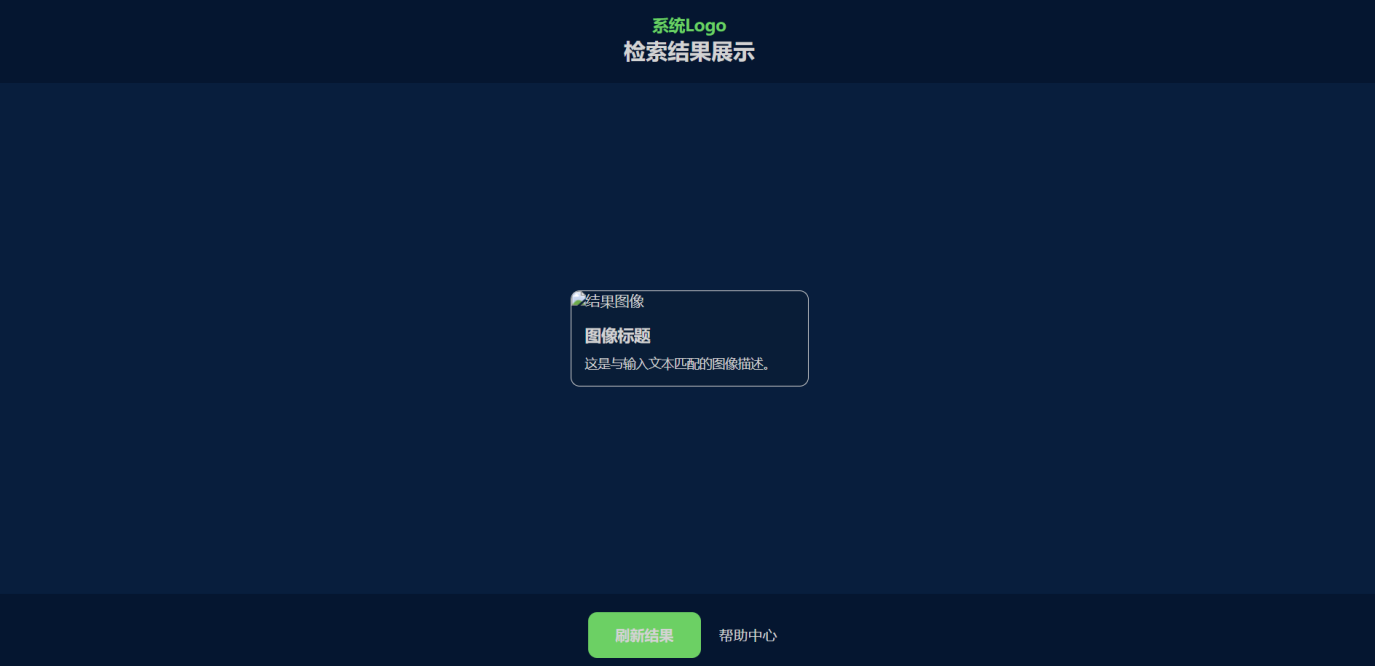 系统Logo
检索结果展示
结果图像
图像标题
这是与输入文本匹配的图像描述。
刷新结果 帮助中心